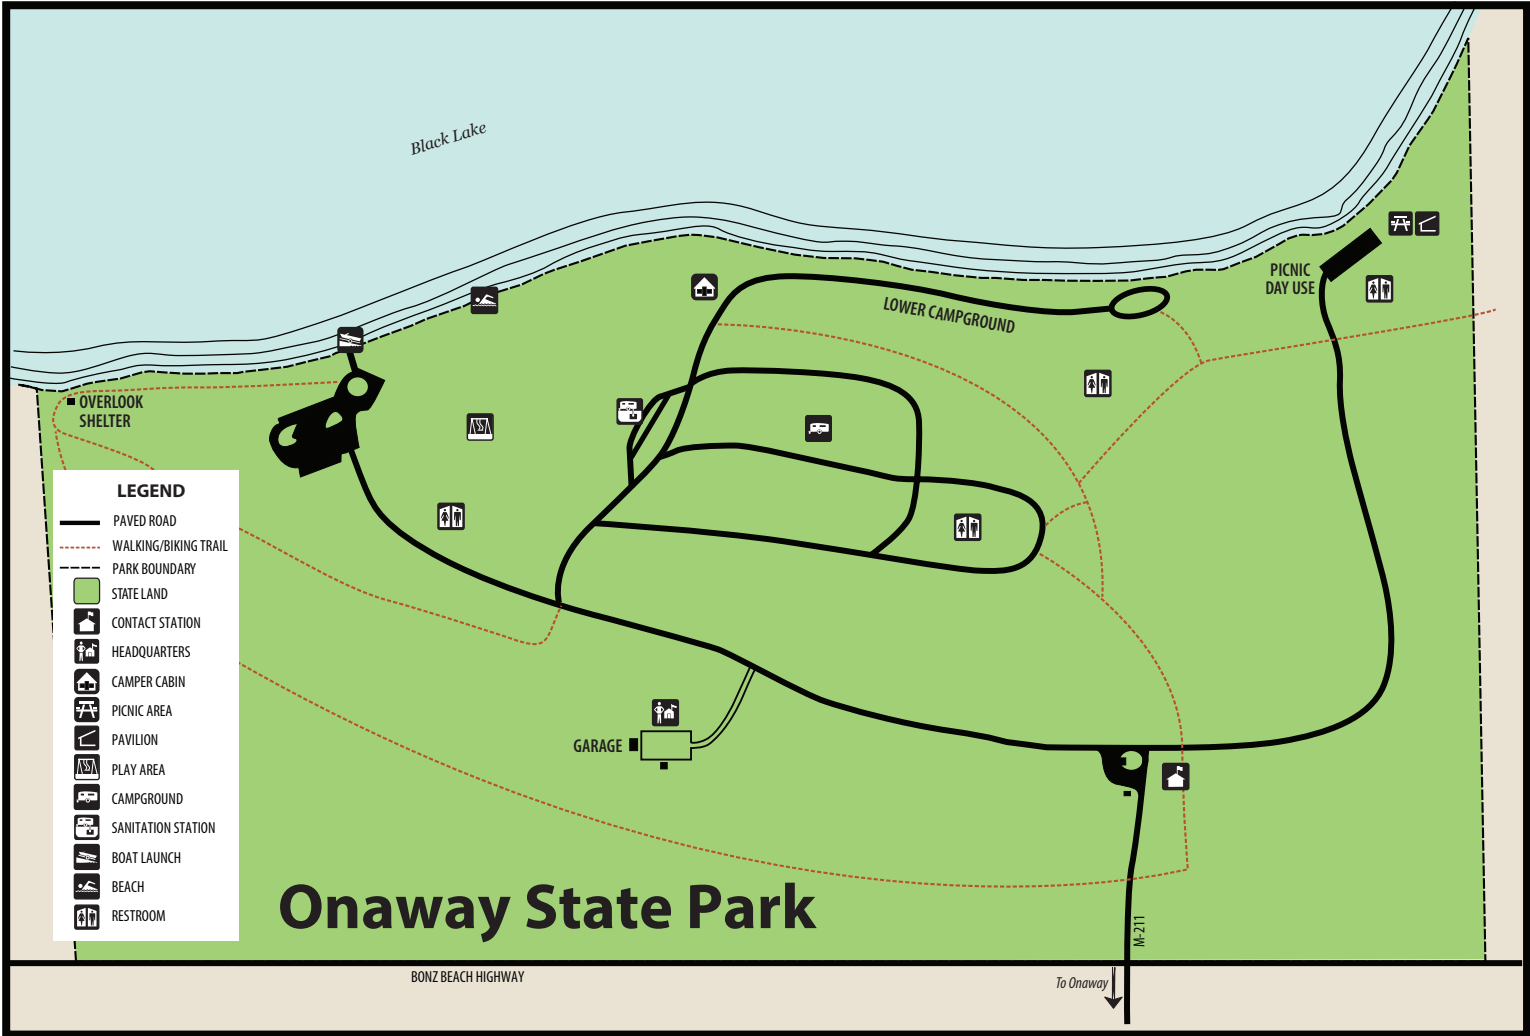 Black Lake
PICNIC
DAY USE
LOWER CAMPGROUND
OVERLOOK
SHELTER
LEGEND
PAVED ROAD
WALKING/BIKING TRAIL
PARK BOUNDARY
STATE LAND
CONTACT STATION
HEADQUARTERS
CAMPER CABIN
PICNIC AREA
PAVILION
PLAY AREA
CAMPGROUND
SANITATION STATION
BOAT LAUNCH
BEACH
RESTROOM
GARAGE
Onaway State Park
M-211
BONZ BEACH HIGHWAY
To Onaway